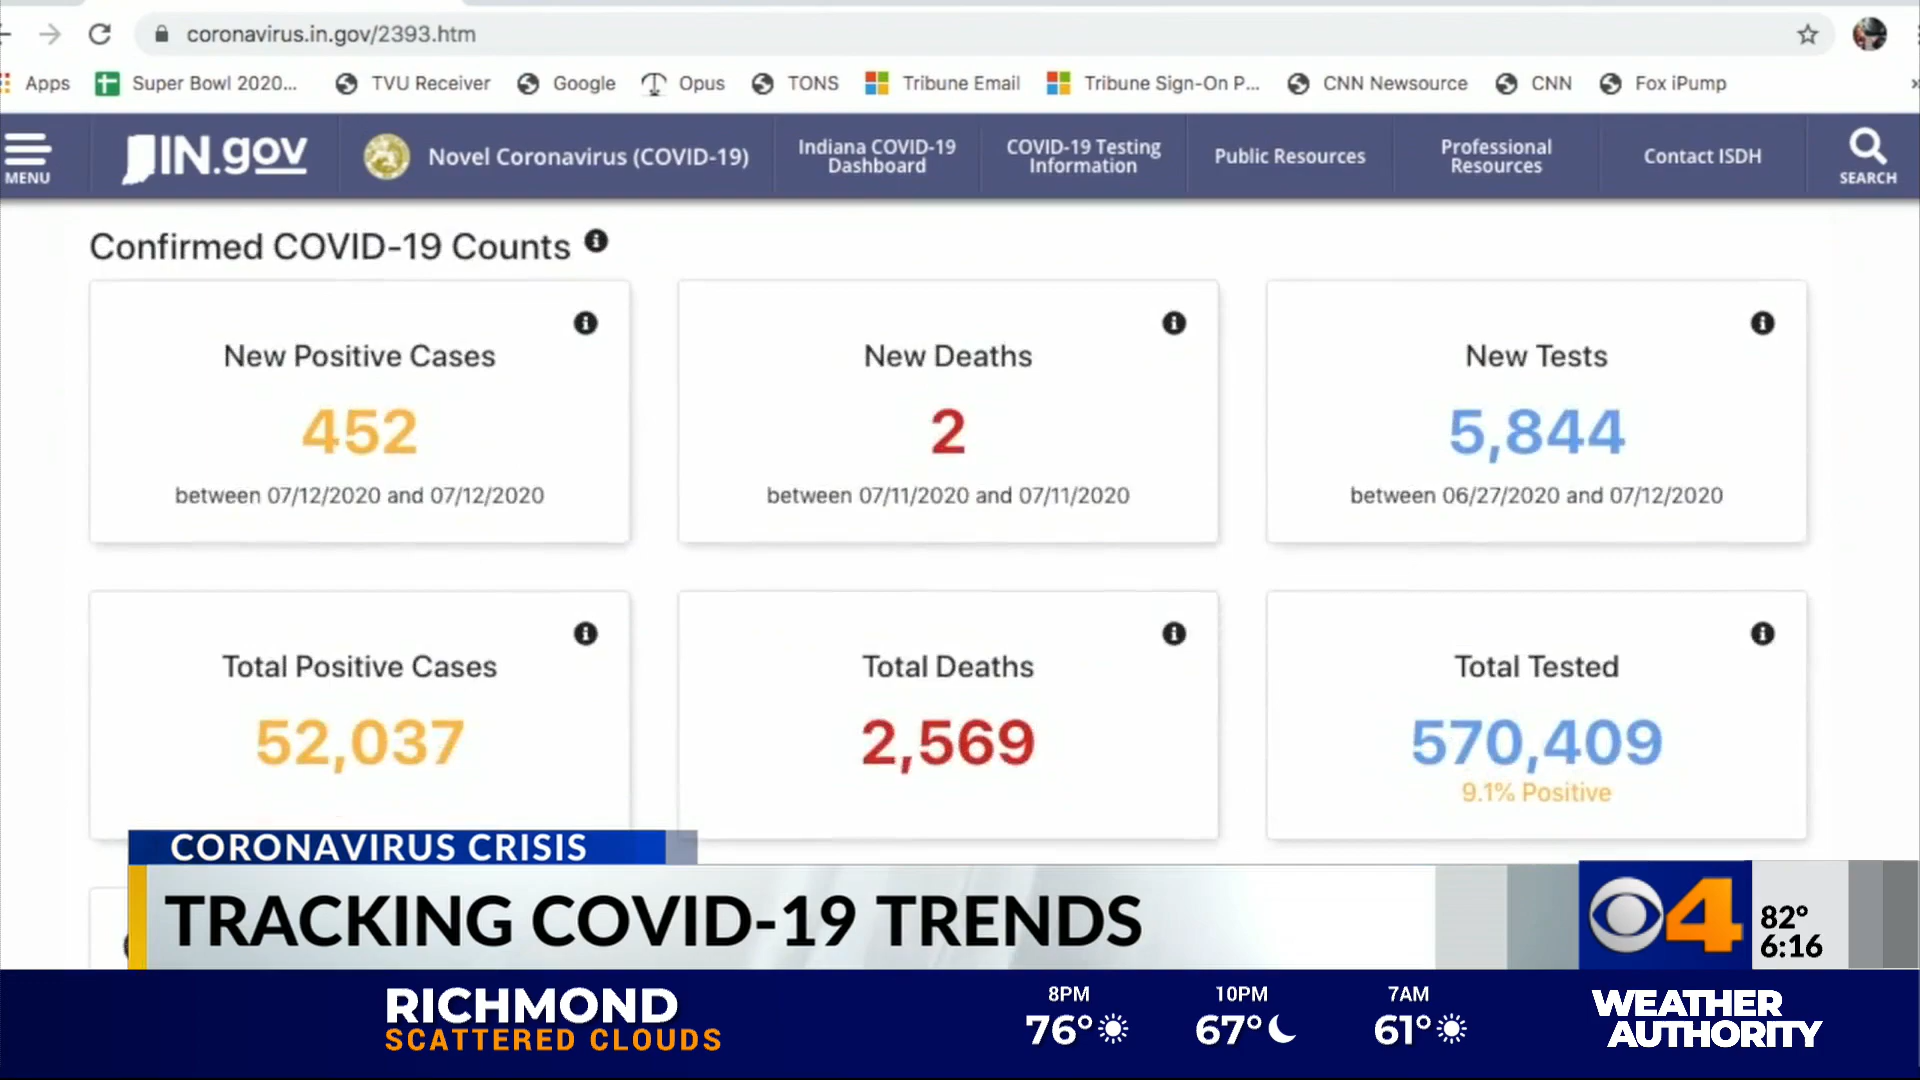 coronavirus.in.gov/2393.htm
Apps Super Bowl 2020... TVU Receiver Google Opus TONS Tribune Email Tribune Sign-On P... CNN Newsource CNN Fox iPump
MENU
IN.gov
Novel Coronavirus (COVID-19)
Indiana COVID-19
Dashboard
COVID-19 Testing
Information
Public Resources
Professional
Resources
Contact ISDH
SEARCH
Confirmed COVID-19 Counts
New Positive Cases
452
between 07/12/2020 and 07/12/2020
New Deaths
2
between 07/11/2020 and 07/11/2020
New Tests
5,844
between 06/27/2020 and 07/12/2020
Total Positive Cases
52,037
Total Deaths
2,569
Total Tested
570,409
9.1% Positive
CORONAVIRUS CRISIS
TRACKING COVID-19 TRENDS
4
82°
6:16
RICHMOND
SCATTERED CLOUDS
8PM
76°
10PM
67°
7AM
61°
WEATHER
AUTHORITY